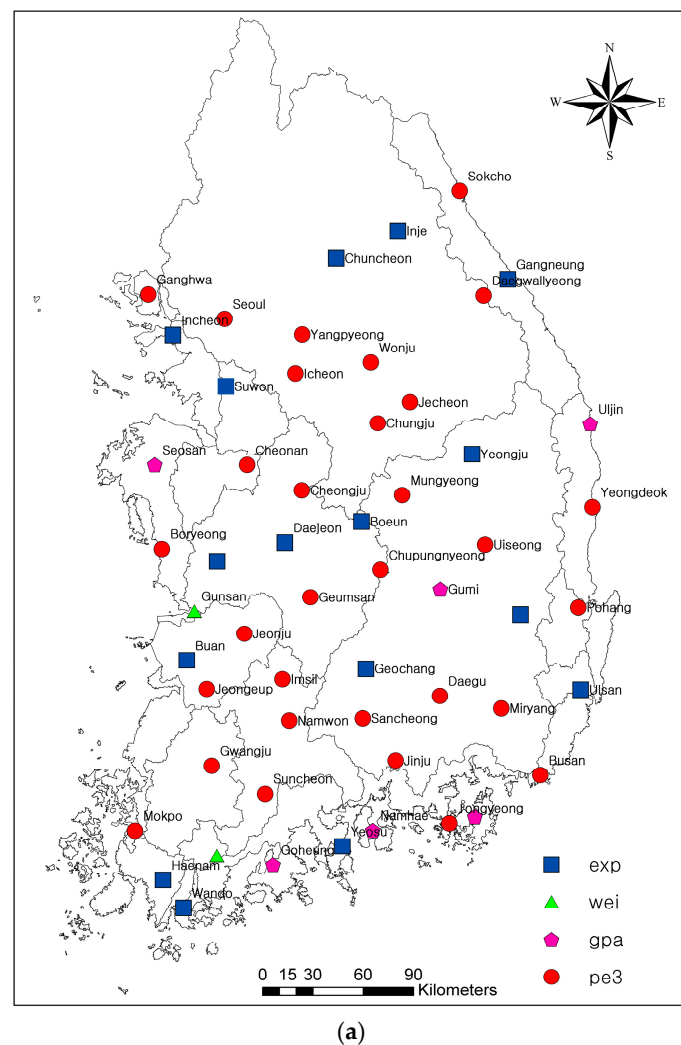 N
W E
S
Sokcho
Inje
Chuncheon
Gangneung
Daegwallyeong
Ganghwa
Seoul
Incheon
Yangpyeong
Wonju
Icheon
Suwon
Jecheon
Chungju
Uljin
Yeongju
Seosan
Cheonan
Cheongju
Mungyeong
Yeongdeok
Boeun
Daejeon
Boryeong
Uiseong
Chupungnyeong
Gumi
Gunsan
Geumsan
Pohang
Jeonju
Buan
Geochang
Imsil
Jeongeup
Daegu
Ulsan
Miryang
Namwon
Sancheong
Gwangju
Jinju
Busan
Suncheon
Mokpo
Namhae
Tongyeong
Yeosu
Goheung
Haenam
Wando
exp
wei
gpa
pe3
0 15 30 60 90
Kilometers
(a)